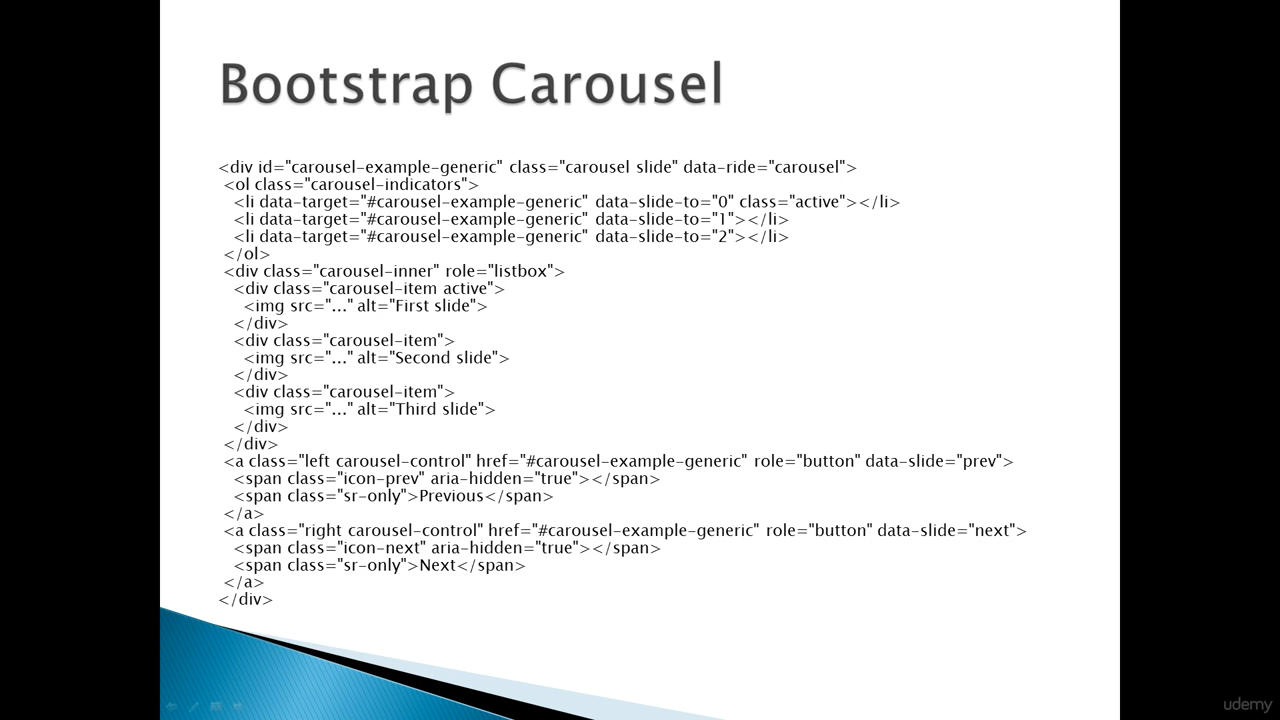 Bootstrap Carousel
<div id="carousel-example-generic" class="carousel slide" data-ride="carousel">
<ol class="carousel-indicators">
<li data-target="#carousel-example-generic" data-slide-to="0" class="active"></li>
<li data-target="#carousel-example-generic" data-slide-to="1"></li>
<li data-target="#carousel-example-generic" data-slide-to="2"></li>
</ol>
<div class="carousel-inner" role="listbox">
<div class="carousel-item active">
<img src="..." alt="First slide">
</div>
<div class="carousel-item">
<img src="..." alt="Second slide">
</div>
<div class="carousel-item">
<img src="..." alt="Third slide">
</div>
</div>
<a class="left carousel-control" href="#carousel-example-generic" role="button" data-slide="prev">
<span class="icon-prev" aria-hidden="true"></span>
<span class="sr-only">Previous</span>
</a>
<a class="right carousel-control" href="#carousel-example-generic" role="button" data-slide="next">
<span class="icon-next" aria-hidden="true"></span>
<span class="sr-only">Next</span>
</a>
</div>
udemy